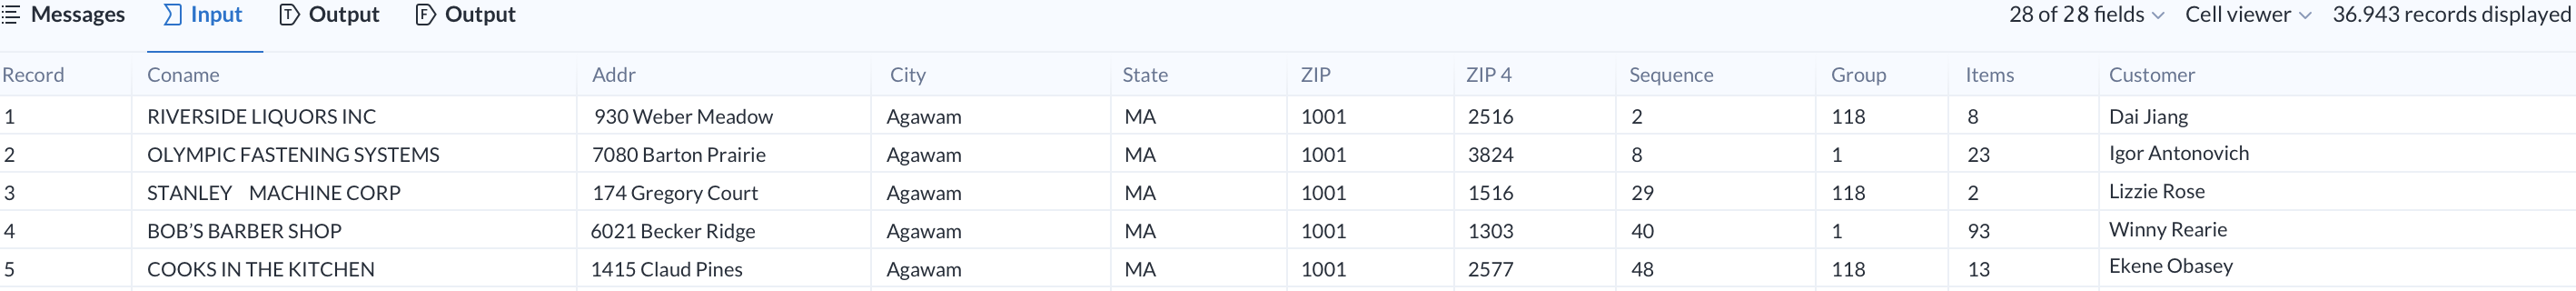 Messages Input T Output F Output 28 of 28 fields Cell viewer 36.943 records displayed
Record Coname Addr City State ZIP ZIP 4 Sequence Group Items Customer
1 RIVERSIDE LIQUORS INC 930 Weber Meadow Agawam MA 1001 2516 2 118 8 Dai Jiang
2 OLYMPIC FASTENING SYSTEMS 7080 Barton Prairie Agawam MA 1001 3824 8 1 23 Igor Antonovich
3 STANLEY MACHINE CORP 174 Gregory Court Agawam MA 1001 1516 29 118 2 Lizzie Rose
4 BOB’S BARBER SHOP 6021 Becker Ridge Agawam MA 1001 1303 40 1 93 Winny Rearie
5 COOKS IN THE KITCHEN 1415 Claud Pines Agawam MA 1001 2577 48 118 13 Ekene Obasey